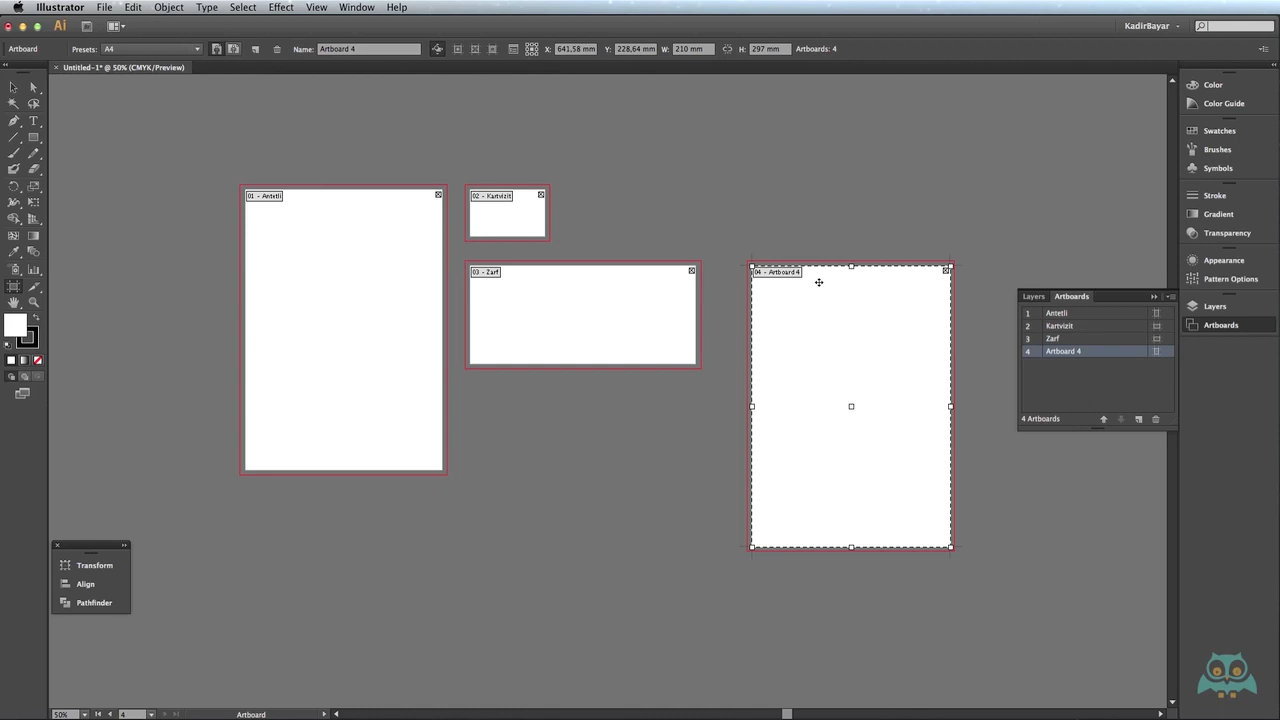 Illustrator File Edit Object Type Select Effect View Window Help
Ai KadirBayar
Artboard Presets: A4 Name: Artboard 4 X: 641,58 mm Y: 228,64 mm W: 210 mm H: 297 mm Artboards: 4
× Untitled-1* @ 50% (CMYK/Preview)
01 - Antetli
02 - Kartvizit
03 - Zarf
04 - Artboard 4
Color
Color Guide
Swatches
Brushes
Symbols
Stroke
Gradient
Transparency
Appearance
Pattern Options
Layers
Artboards
Layers Artboards
1 Antetli
2 Kartvizit
3 Zarf
4 Artboard 4
4 Artboards
Transform
Align
Pathfinder
50% 4 Artboard